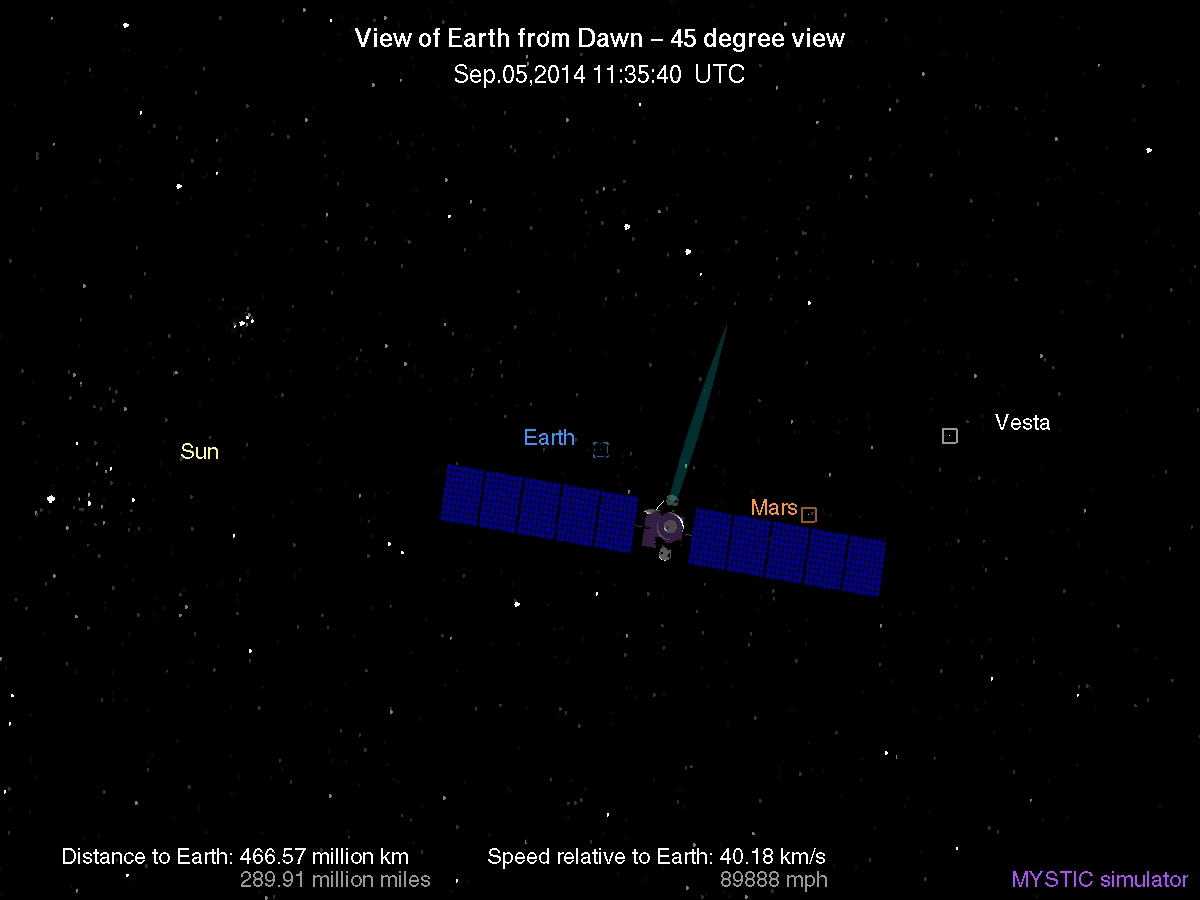 View of Earth from Dawn – 45 degree view
Sep.05,2014 11:35:40 UTC
Vesta
Earth
Sun
Mars
Distance to Earth: 466.57 million km
289.91 million miles
Speed relative to Earth: 40.18 km/s
89888 mph
MYSTIC simulator